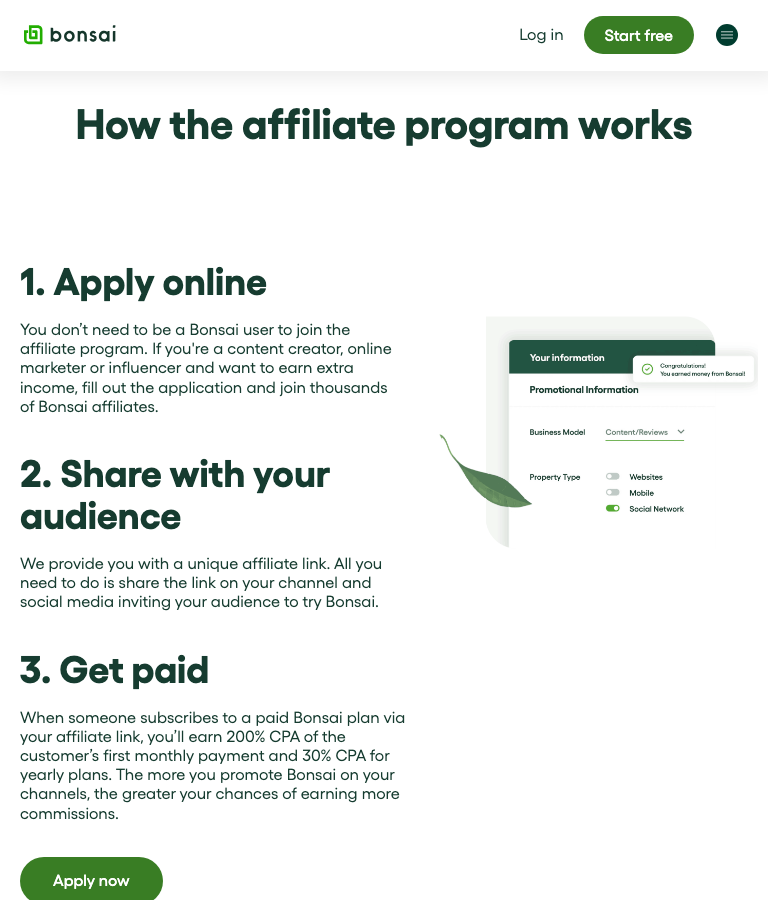 bonsai
Log in
Start free
How the affiliate program works
1. Apply online
You don’t need to be a Bonsai user to join the
affiliate program. If you're a content creator, online
marketer or influencer and want to earn extra
income, fill out the application and join thousands
of Bonsai affiliates.
2. Share with your
audience
We provide you with a unique affiliate link. All you
need to do is share the link on your channel and
social media inviting your audience to try Bonsai.
3. Get paid
When someone subscribes to a paid Bonsai plan via
your affiliate link, you’ll earn 200% CPA of the
customer’s first monthly payment and 30% CPA for
yearly plans. The more you promote Bonsai on your
channels, the greater your chances of earning more
commissions.
Apply now
Your information
Congratulations!
You earned money from Bonsai!
Promotional Information
Business Model Content/Reviews
Property Type Websites
Mobile
Social Network